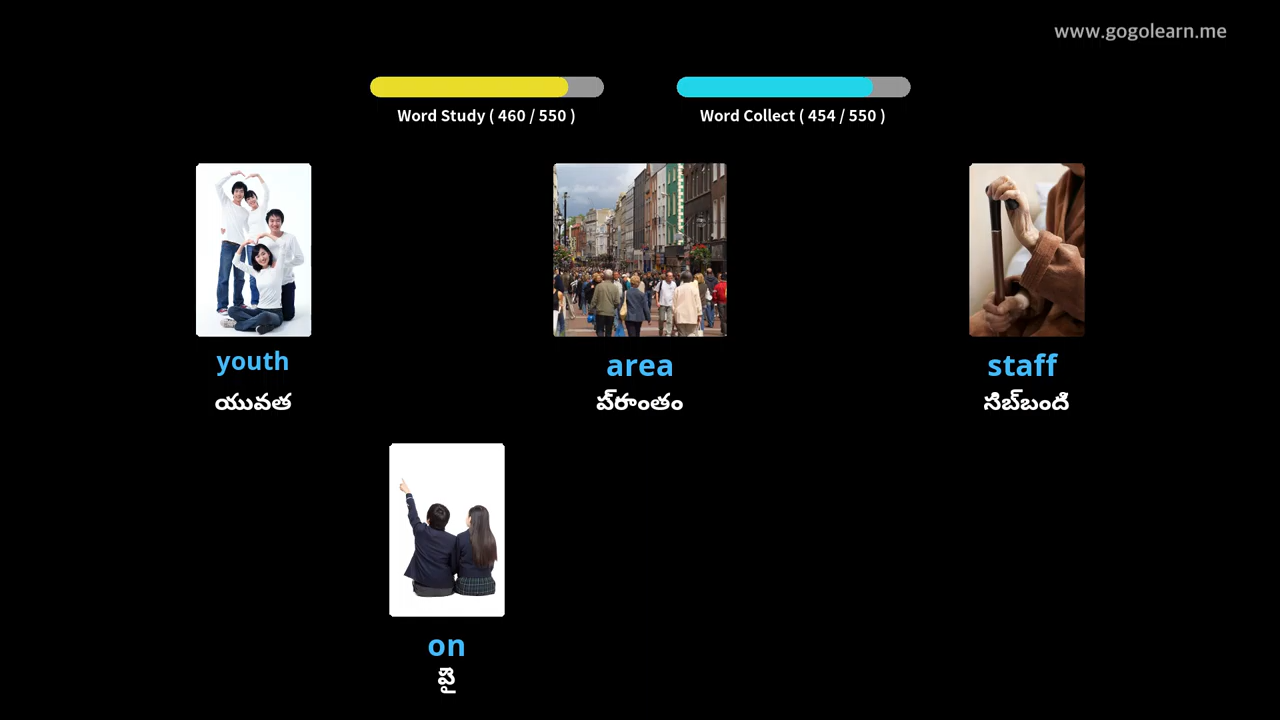 www.gogolearn.me
Word Study ( 460 / 550 ) Word Collect ( 454 / 550 )
youth area staff
యువత ప్రాంతం సిబ్బంది
on
పై